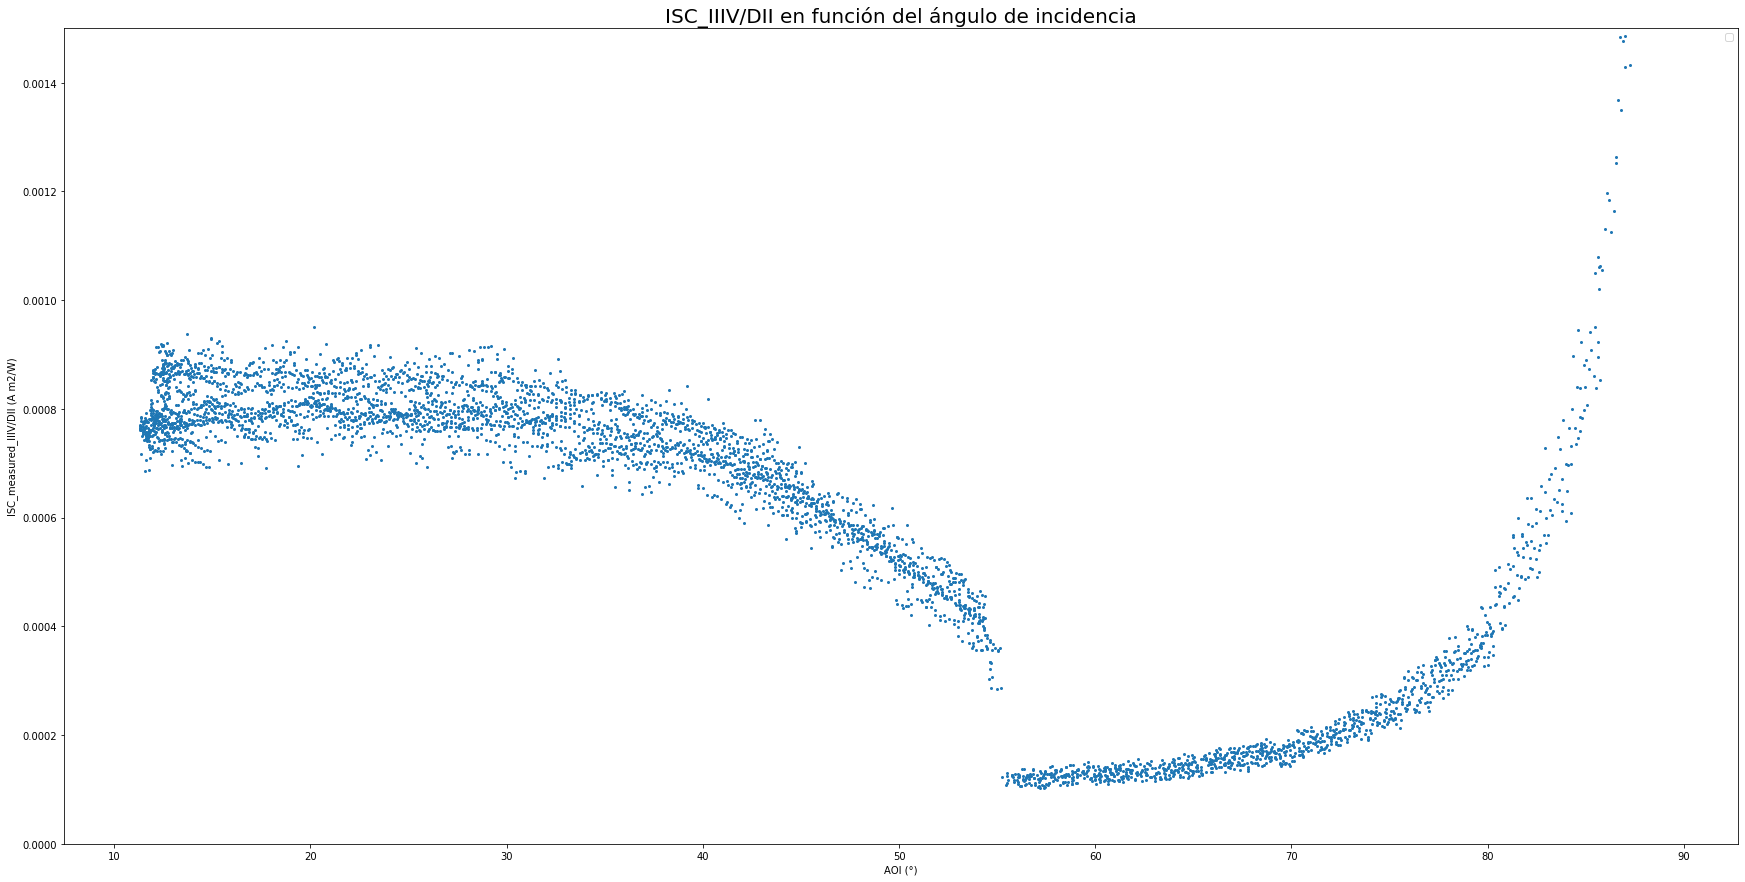 ISC_IIIV/DII en función del ángulo de incidencia
0.0014
0.0012
0.0010
0.0008
0.0006
0.0004
0.0002
0.0000
ISC_measured_IIIV/DII (A m2/W)
10 20 30 40 50 60 70 80 90
AOI (°)